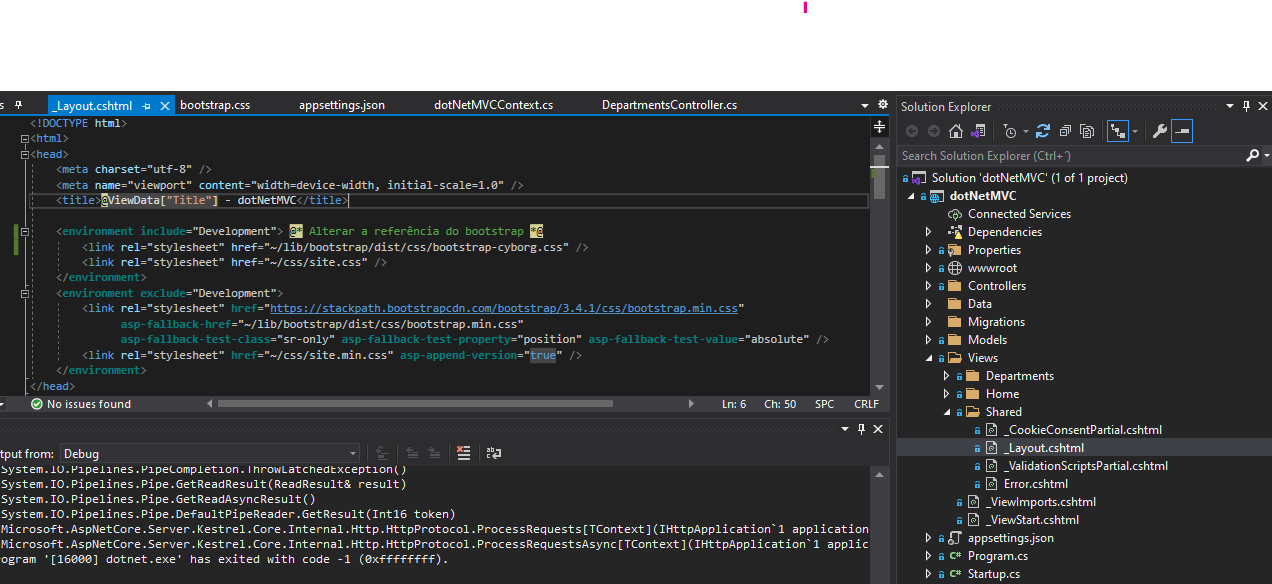 _Layout.cshtml
bootstrap.css
appsettings.json
dotNetMVCContext.cs
DepartmentsController.cs
<!DOCTYPE html>
<html>
<head>
<meta charset="utf-8" />
<meta name="viewport" content="width=device-width, initial-scale=1.0" />
<title>@ViewData["Title"] - dotNetMVC</title>
<environment include="Development"> @* Alterar a referência do bootstrap *@
<link rel="stylesheet" href="~/lib/bootstrap/dist/css/bootstrap-cyborg.css" />
<link rel="stylesheet" href="~/css/site.css" />
</environment>
<environment exclude="Development">
<link rel="stylesheet" href="https://stackpath.bootstrapcdn.com/bootstrap/3.4.1/css/bootstrap.min.css"
asp-fallback-href="~/lib/bootstrap/dist/css/bootstrap.min.css"
asp-fallback-test-class="sr-only" asp-fallback-test-property="position" asp-fallback-test-value="absolute" />
<link rel="stylesheet" href="~/css/site.min.css" asp-append-version="true" />
</environment>
</head>
No issues found
Ln: 6 Ch: 50 SPC CRLF
tput from: Debug
System.IO.Pipelines.PipeCompletion.ThrowLatchedException()
System.IO.Pipelines.Pipe.GetReadResult(ReadResult& result)
System.IO.Pipelines.Pipe.GetReadAsyncResult()
System.IO.Pipelines.Pipe.DefaultPipeReader.GetResult(Int16 token)
Microsoft.AspNetCore.Server.Kestrel.Core.Internal.Http.HttpProtocol.ProcessRequests[TContext](IHttpApplication`1 application
Microsoft.AspNetCore.Server.Kestrel.Core.Internal.Http.HttpProtocol.ProcessRequestsAsync[TContext](IHttpApplication`1 applic
ogram '[16000] dotnet.exe' has exited with code -1 (0xffffffff).
Solution Explorer
Search Solution Explorer (Ctrl+´)
Solution 'dotNetMVC' (1 of 1 project)
dotNetMVC
Connected Services
Dependencies
Properties
wwwroot
Controllers
Data
Migrations
Models
Views
Departments
Home
Shared
_CookieConsentPartial.cshtml
_Layout.cshtml
_ValidationScriptsPartial.cshtml
Error.cshtml
_ViewImports.cshtml
_ViewStart.cshtml
appsettings.json
C# Program.cs
C# Startup.cs